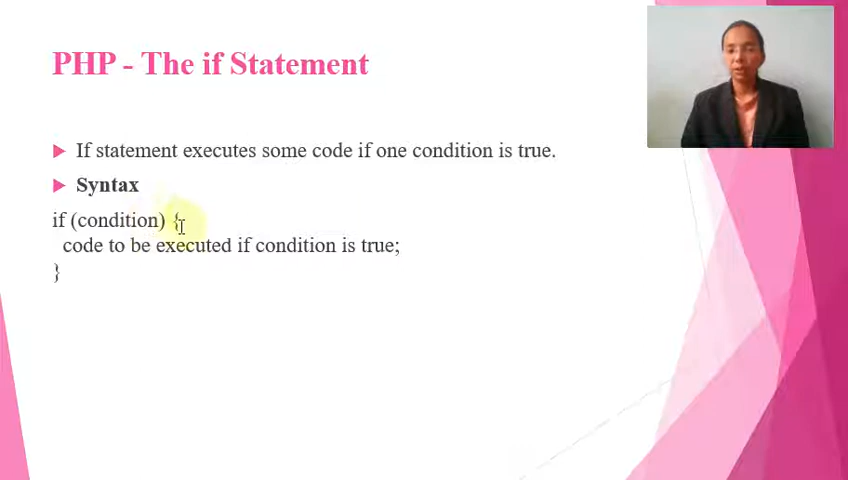 PHP - The if Statement
If statement executes some code if one condition is true.
Syntax
if (condition) {
code to be executed if condition is true;
}